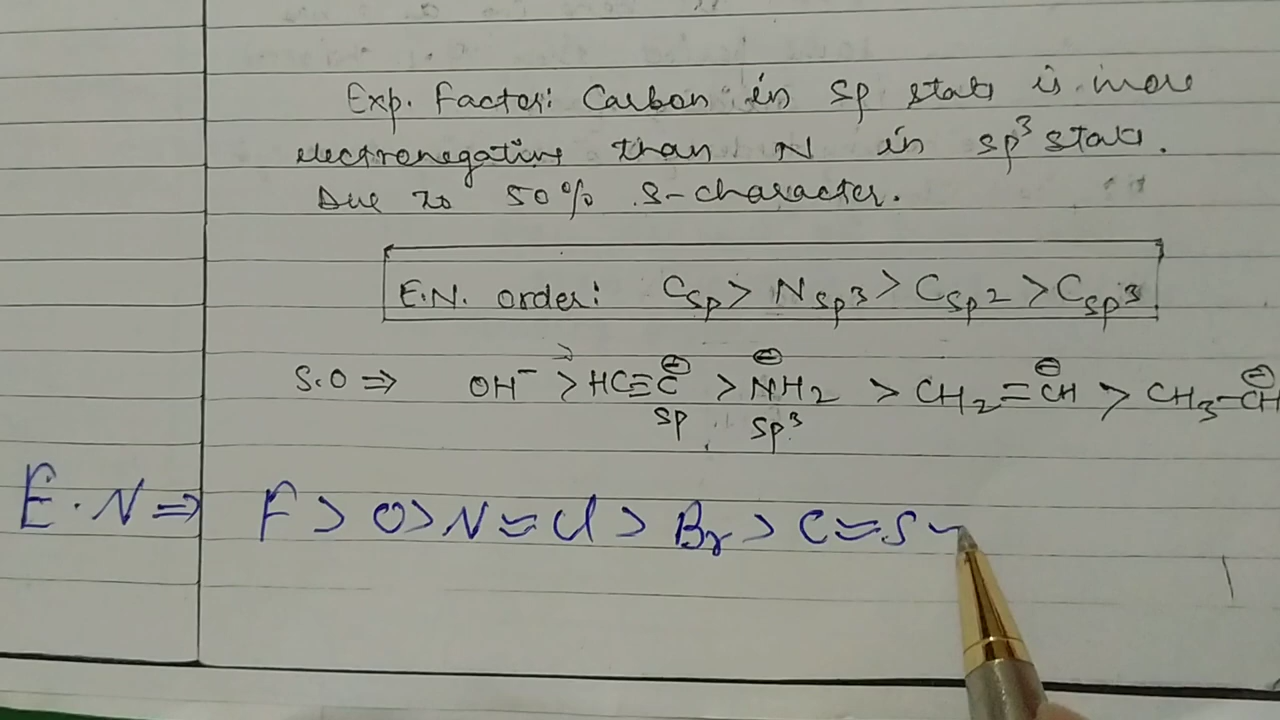 Exp. Factor: Carbon in sp state is more
electronegative than N in sp³ state.
Due to 50% s-character.
E.N. order: Csp > Nsp3 > Csp2 > Csp3
S.O ⇒ OH⁻ > HC≡C⊖ > ⊖NH2 > CH2=⊖CH > CH3-⊖CH
sp sp³
E.N ⇒ F > O > N = Cl > Br > C = S